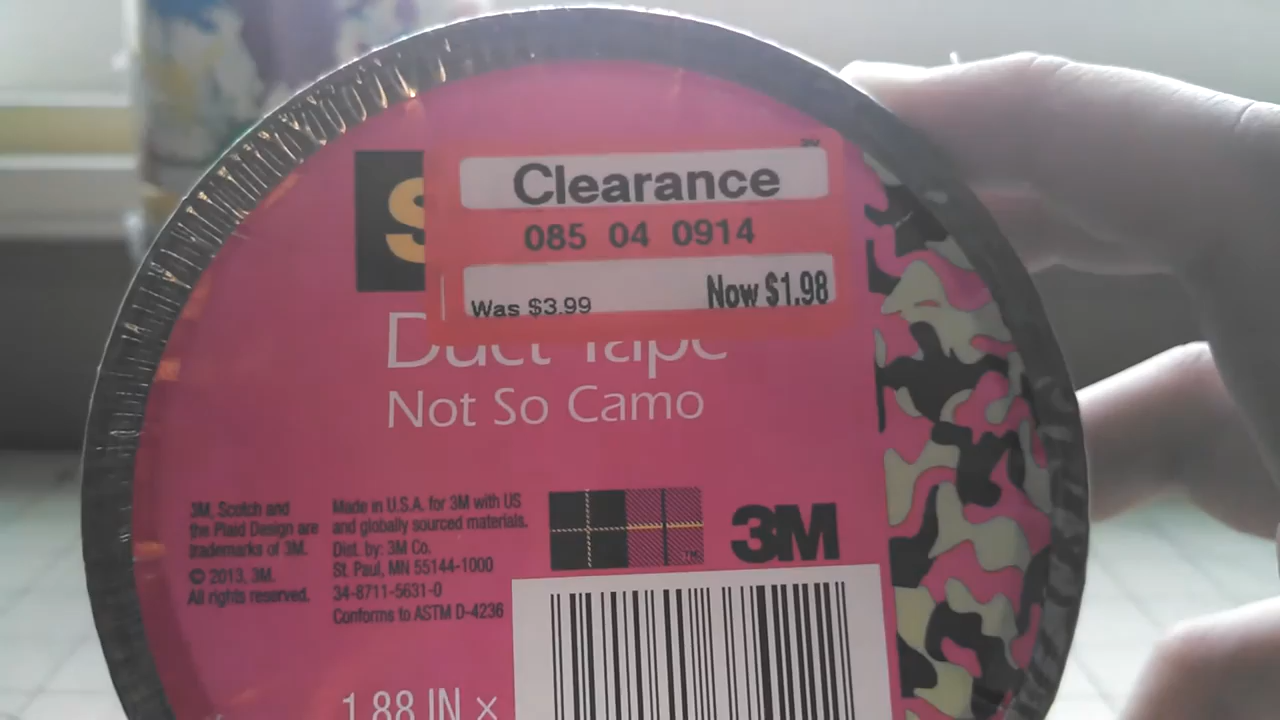 Clearance
085 04 0914
Was $3.99 Now $1.98
Duct Tape
Not So Camo
3M, Scotch and
the Plaid Design are
trademarks of 3M.
© 2013, 3M.
All rights reserved.
Made in U.S.A. for 3M with US
and globally sourced materials.
Dist. by: 3M Co.
St. Paul, MN 55144-1000
34-8711-5631-0
Conforms to ASTM D-4236
TM
3M
1.88 IN x